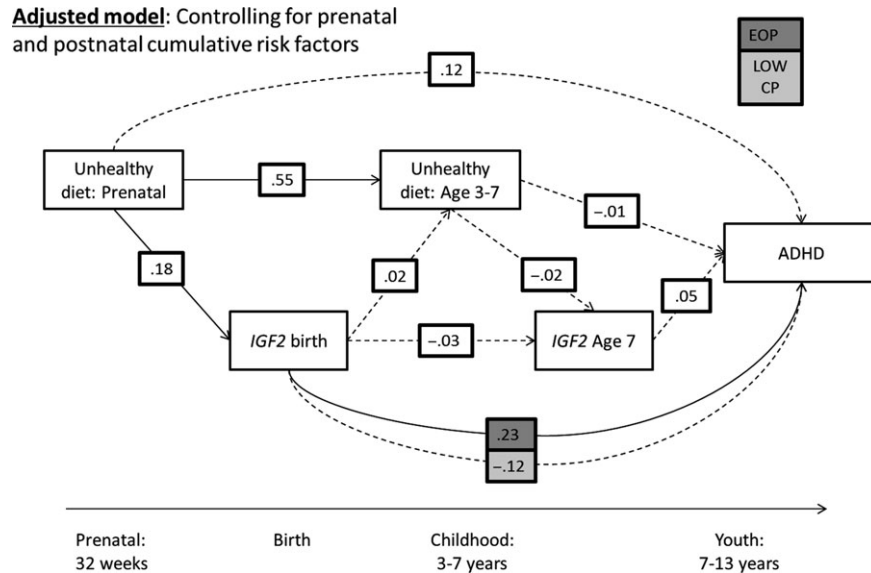 Adjusted model: Controlling for prenatal
and postnatal cumulative risk factors
EOP
LOW
CP
.12
Unhealthy
diet: Prenatal
.55
Unhealthy
diet: Age 3-7
–.01
ADHD
.18
.02
–.02
.05
IGF2 birth
–.03
IGF2 Age 7
.23
–.12
Prenatal:
32 weeks
Birth
Childhood:
3-7 years
Youth:
7-13 years